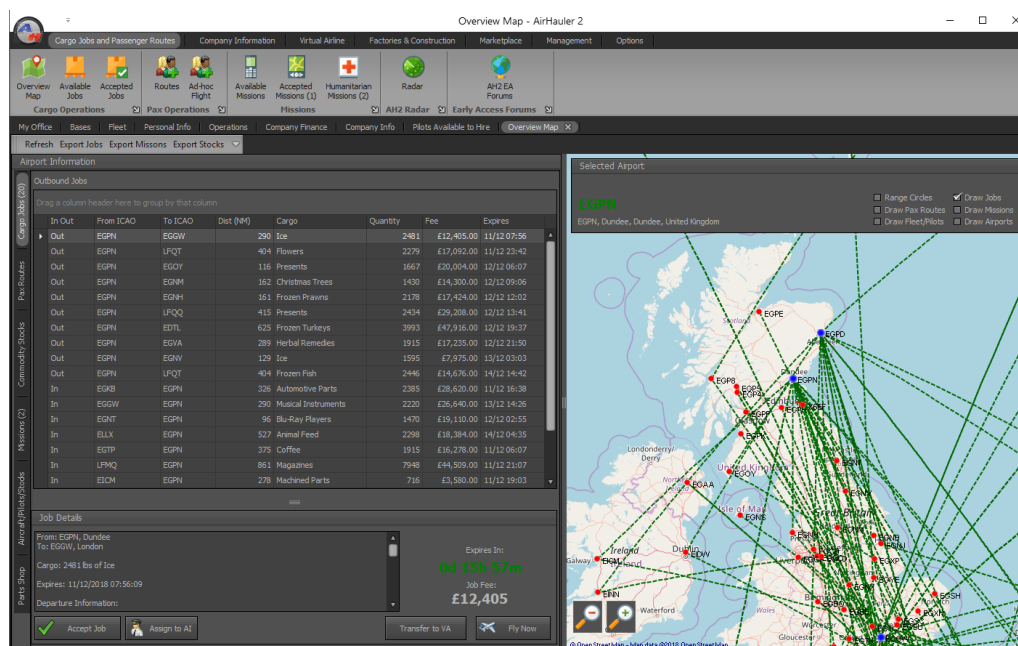 Overview Map - AirHauler 2
Cargo Jobs and Passenger Routes Company Information Virtual Airline Factories & Construction Marketplace Management Options
Overview Map Available Jobs Accepted Jobs Routes Ad-hoc Flight Available Missions Accepted Missions (1) Humanitarian Missions (2) Radar AH2 EA Forums
Cargo Operations Pax Operations Missions AH2 Radar Early Access Forums
My Office Bases Fleet Personal Info Operations Company Finance Company Info Pilots Available to Hire Overview Map
Refresh Export Jobs Export Missons Export Stocks
Airport Information
Cargo Jobs (20)
Pax Routes
Commodity Stocks
Missions (2)
Aircraft/Pilots/Stocks
Parts Shop
Outbound Jobs
Drag a column header here to group by that column
In Out From ICAO To ICAO Dist (NM) Cargo Quantity Fee Expires
Out EGPN EGGW 290 Ice 2481 £12,405.00 11/12 07:56
Out EGPN LFQT 404 Flowers 2279 £17,092.00 11/12 23:42
Out EGPN EGOY 116 Presents 1667 £20,004.00 12/12 06:07
Out EGPN EGNM 162 Christmas Trees 1430 £14,300.00 12/12 09:06
Out EGPN EGNH 161 Frozen Prawns 2178 £17,424.00 12/12 12:02
Out EGPN LFQQ 415 Presents 2434 £29,208.00 12/12 13:41
Out EGPN EDTL 625 Frozen Turkeys 3993 £47,916.00 12/12 19:37
Out EGPN EGVA 289 Herbal Remedies 1915 £17,235.00 12/12 21:50
Out EGPN EGNV 129 Ice 1595 £7,975.00 13/12 03:03
Out EGPN LFQT 404 Frozen Fish 2446 £14,676.00 14/12 14:42
In EGKB EGPN 326 Automotive Parts 2385 £28,620.00 11/12 16:38
In EGGW EGPN 290 Musical Instruments 2220 £26,640.00 13/12 14:26
In EGNT EGPN 96 Blu-Ray Players 1470 £19,110.00 12/12 02:55
In ELLX EGPN 527 Animal Feed 2298 £18,384.00 14/12 04:35
In EGTP EGPN 375 Coffee 1915 £16,278.00 11/12 06:07
In LFMQ EGPN 861 Magazines 7948 £44,509.00 11/12 21:07
In EICM EGPN 278 Machined Parts 716 £3,580.00 11/12 19:03
Job Details
From: EGPN, Dundee
To: EGGW, London
Cargo: 2481 lbs of Ice
Expires: 11/12/2018 07:56:09
Departure Information:
Expires In:
0d 15h 57m
Job Fee:
£12,405
Accept Job Assign to AI Transfer to VA Fly Now
Selected Airport
EGPN
EGPN, Dundee, Dundee, United Kingdom
Range Circles Draw Jobs
Draw Pax Routes Draw Missions
Draw Fleet/Pilots Draw Airports
EGPE
Scotland
EGPD
Dundee
EGPN
EGP8
EGPF
Londonderry/
Derry
EGOY
EGAA
Isle of Man
EGNS
Great Britain
Ireland
Dublin
EIDW
Galway
EINN
Waterford
Wales
EGXP
EGSH
Gloucester
© OpenStreetMap - Map data ©2018 OpenStreetMap